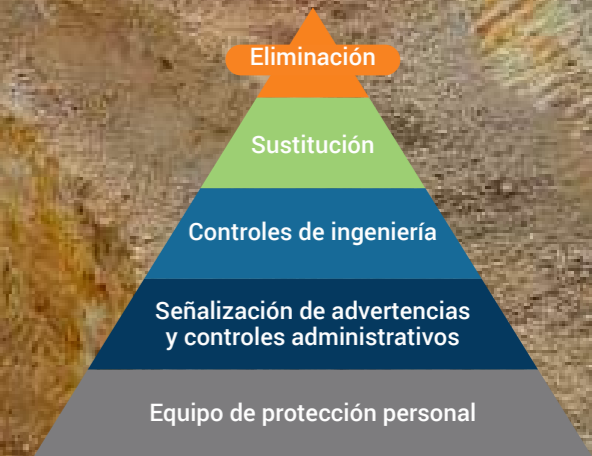 Eliminación
Sustitución
Controles de ingeniería
Señalización de advertencias
y controles administrativos
Equipo de protección personal